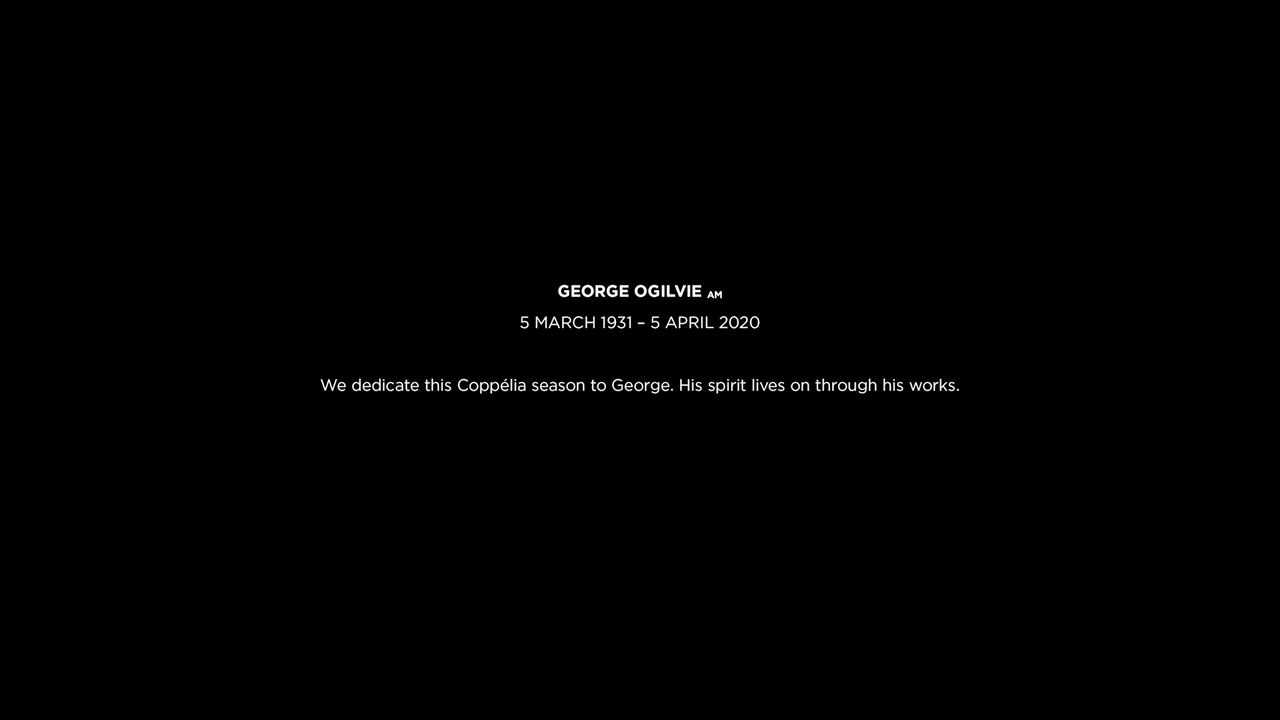 GEORGE OGILVIE AM
5 MARCH 1931 – 5 APRIL 2020
We dedicate this Coppélia season to George. His spirit lives on through his works.